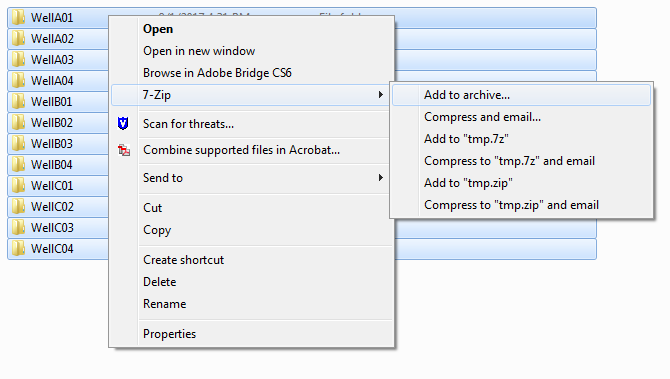 WellA01
WellA02
WellA03
WellA04
WellB01
WellB02
WellB03
WellB04
WellC01
WellC02
WellC03
WellC04
Open
Open in new window
Browse in Adobe Bridge CS6
7-Zip
Scan for threats...
Combine supported files in Acrobat...
Send to
Cut
Copy
Create shortcut
Delete
Rename
Properties
Add to archive...
Compress and email...
Add to "tmp.7z"
Compress to "tmp.7z" and email
Add to "tmp.zip"
Compress to "tmp.zip" and email